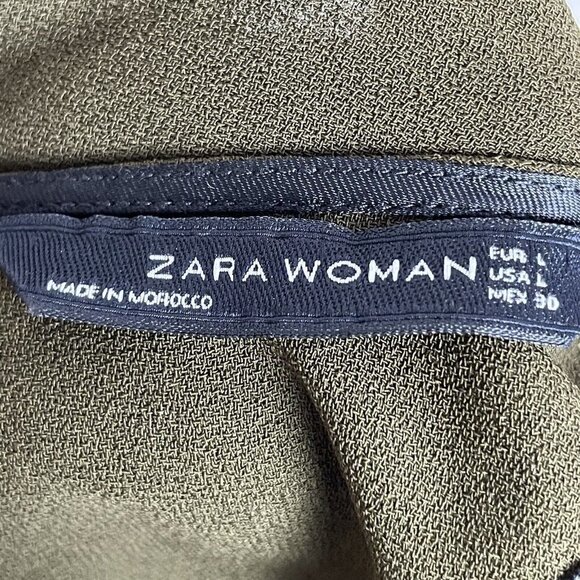 ZARA WOMAN
MADE IN MOROCCO
EUR L
USA L
MEX 30